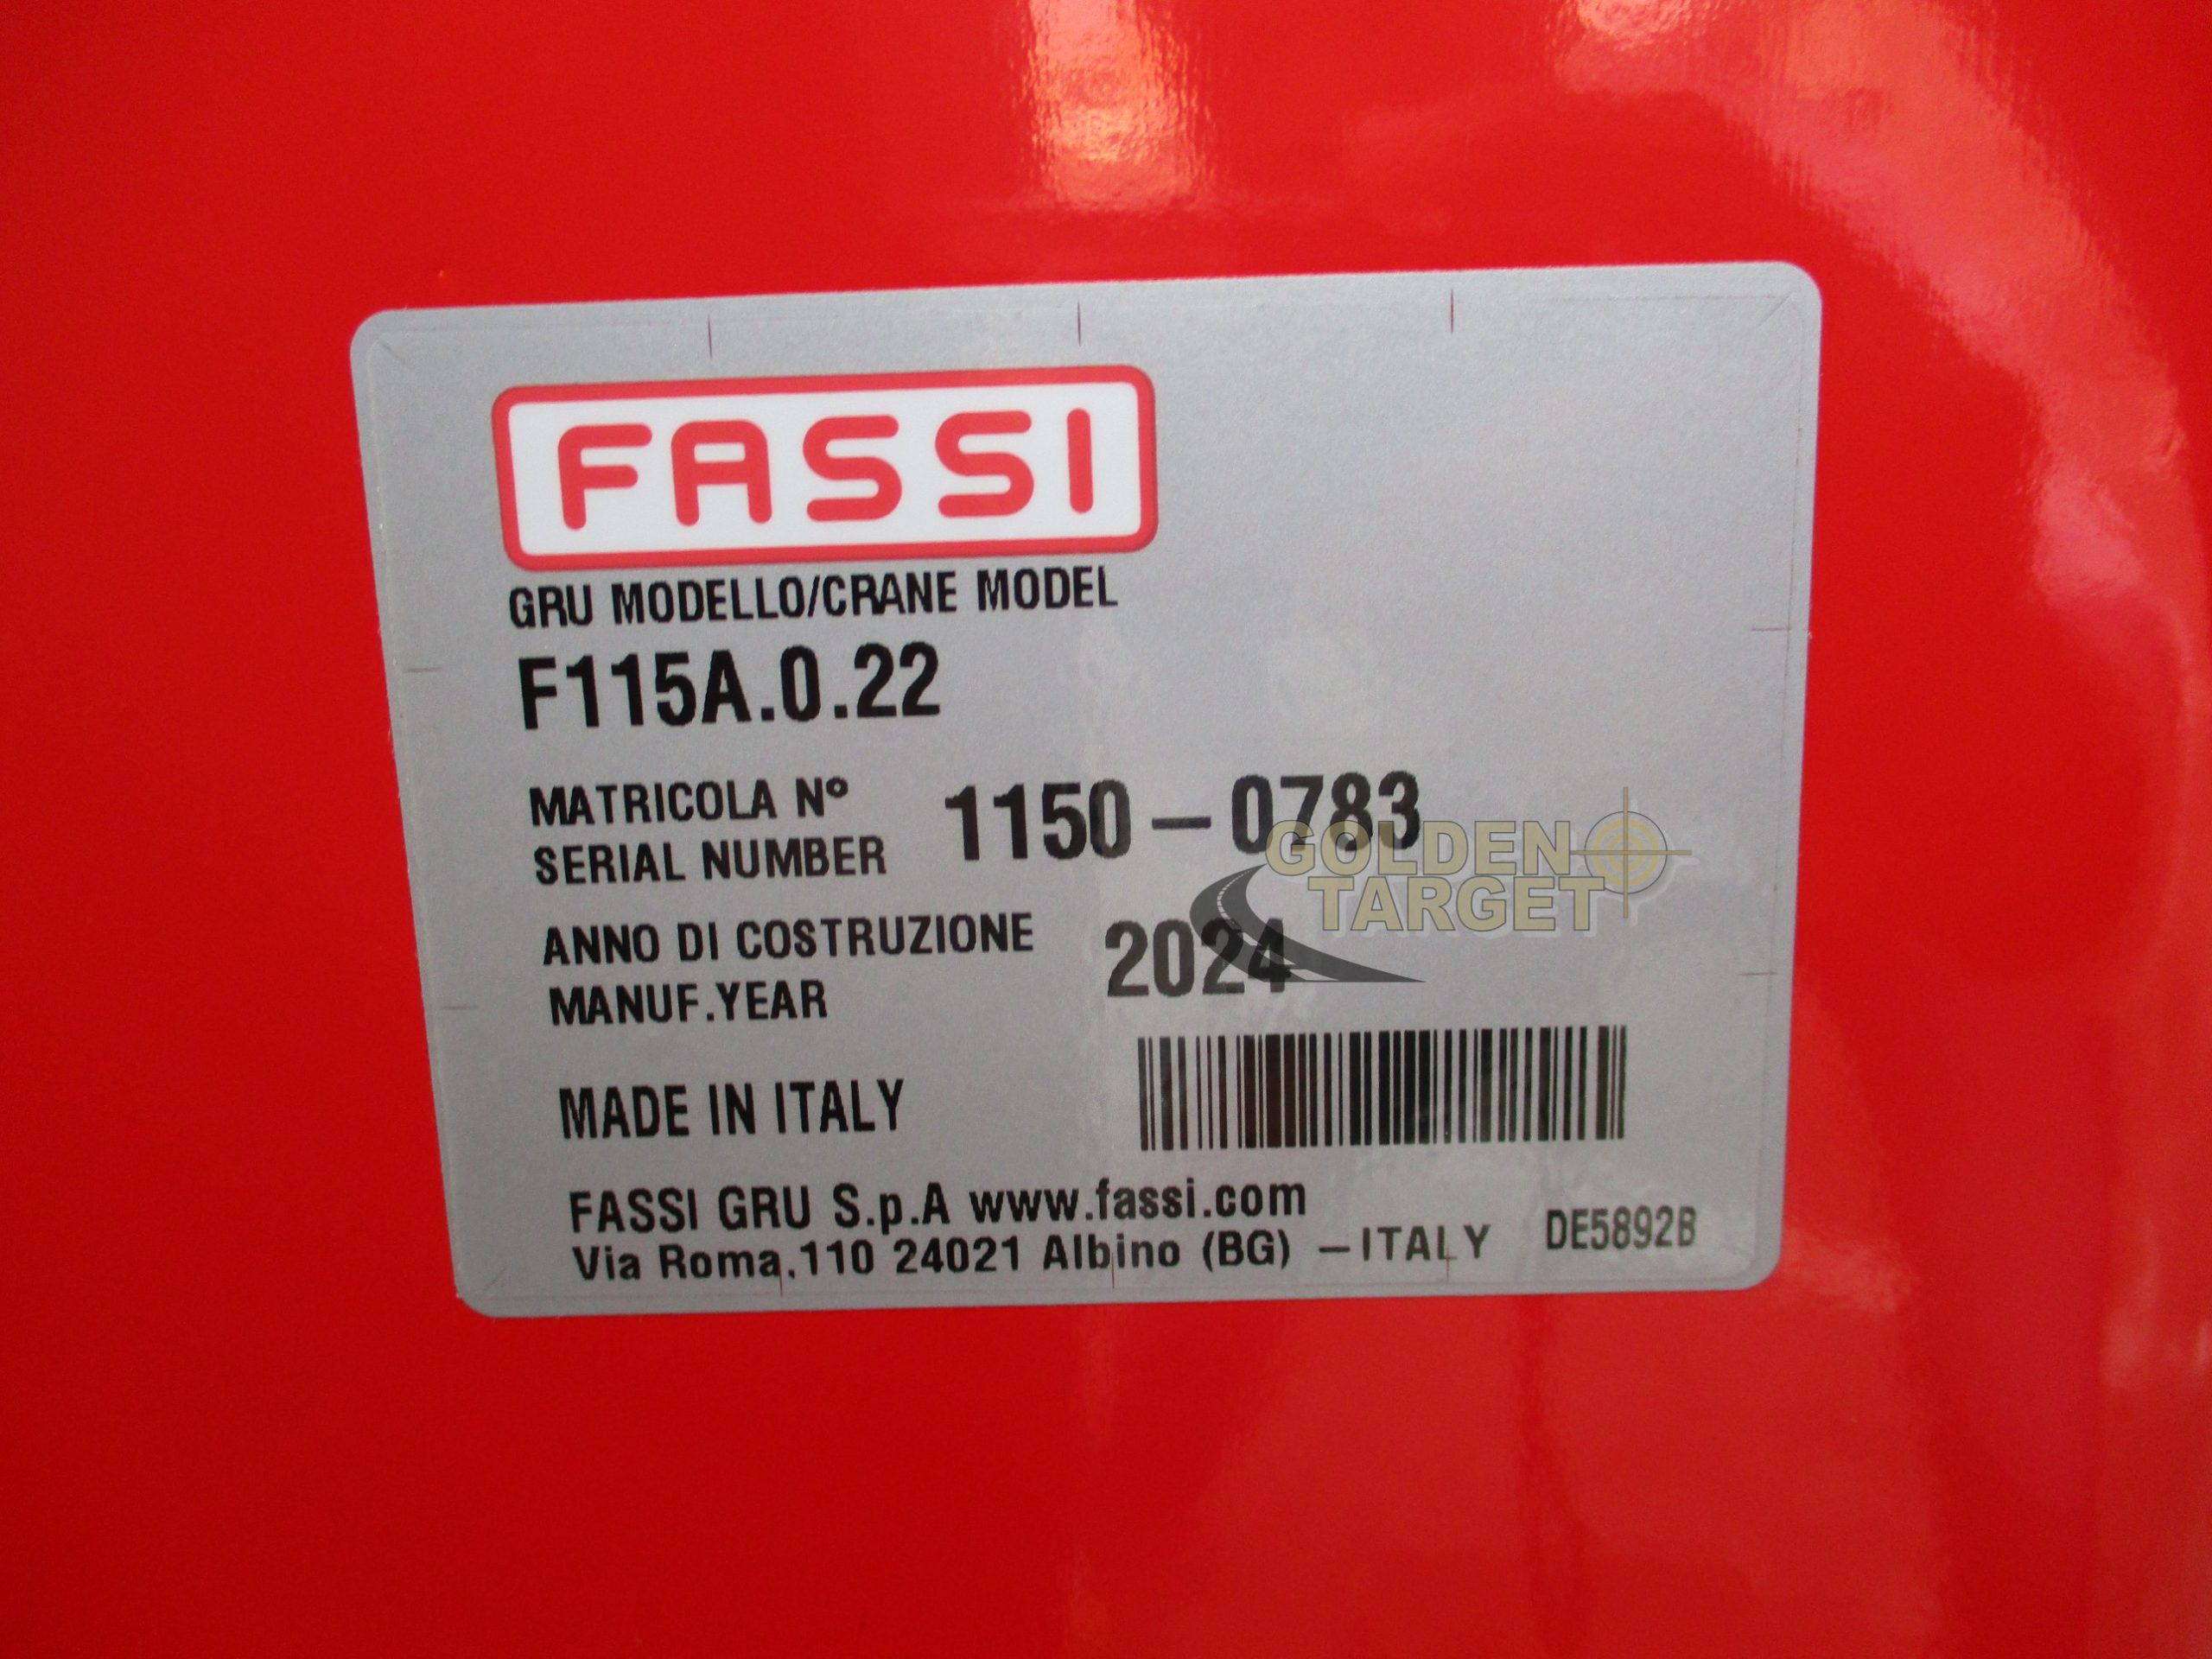 FASSI
GRU MODELLO/CRANE MODEL
F115A.0.22
MATRICOLA Nº
SERIAL NUMBER
1150-0783
GOLDEN
TARGET
ANNO DI COSTRUZIONE
MANUF.YEAR
2024
MADE IN ITALY
FASSI GRU S.p.A www.fassi.com
Via Roma,110 24021 Albino (BG) -ITALY DE5892B